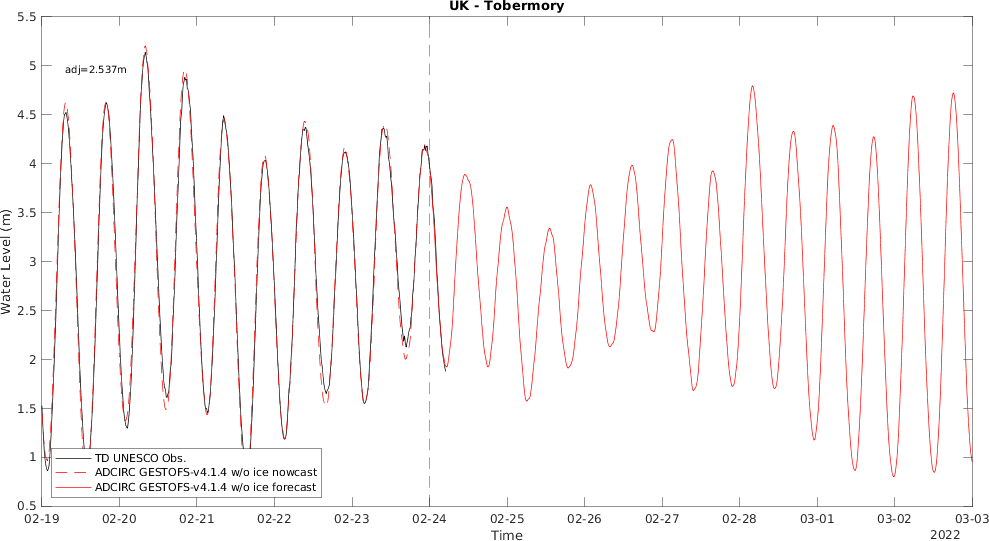 UK - Tobermory
5.5
5
4.5
4
3.5
3
2.5
2
1.5
1
0.5
Water Level (m)
adj=2.537m
TD UNESCO Obs.
ADCIRC GESTOFS-v4.1.4 w/o ice nowcast
ADCIRC GESTOFS-v4.1.4 w/o ice forecast
02-19 02-20 02-21 02-22 02-23 02-24 02-25 02-26 02-27 02-28 03-01 03-02 03-03
Time
2022